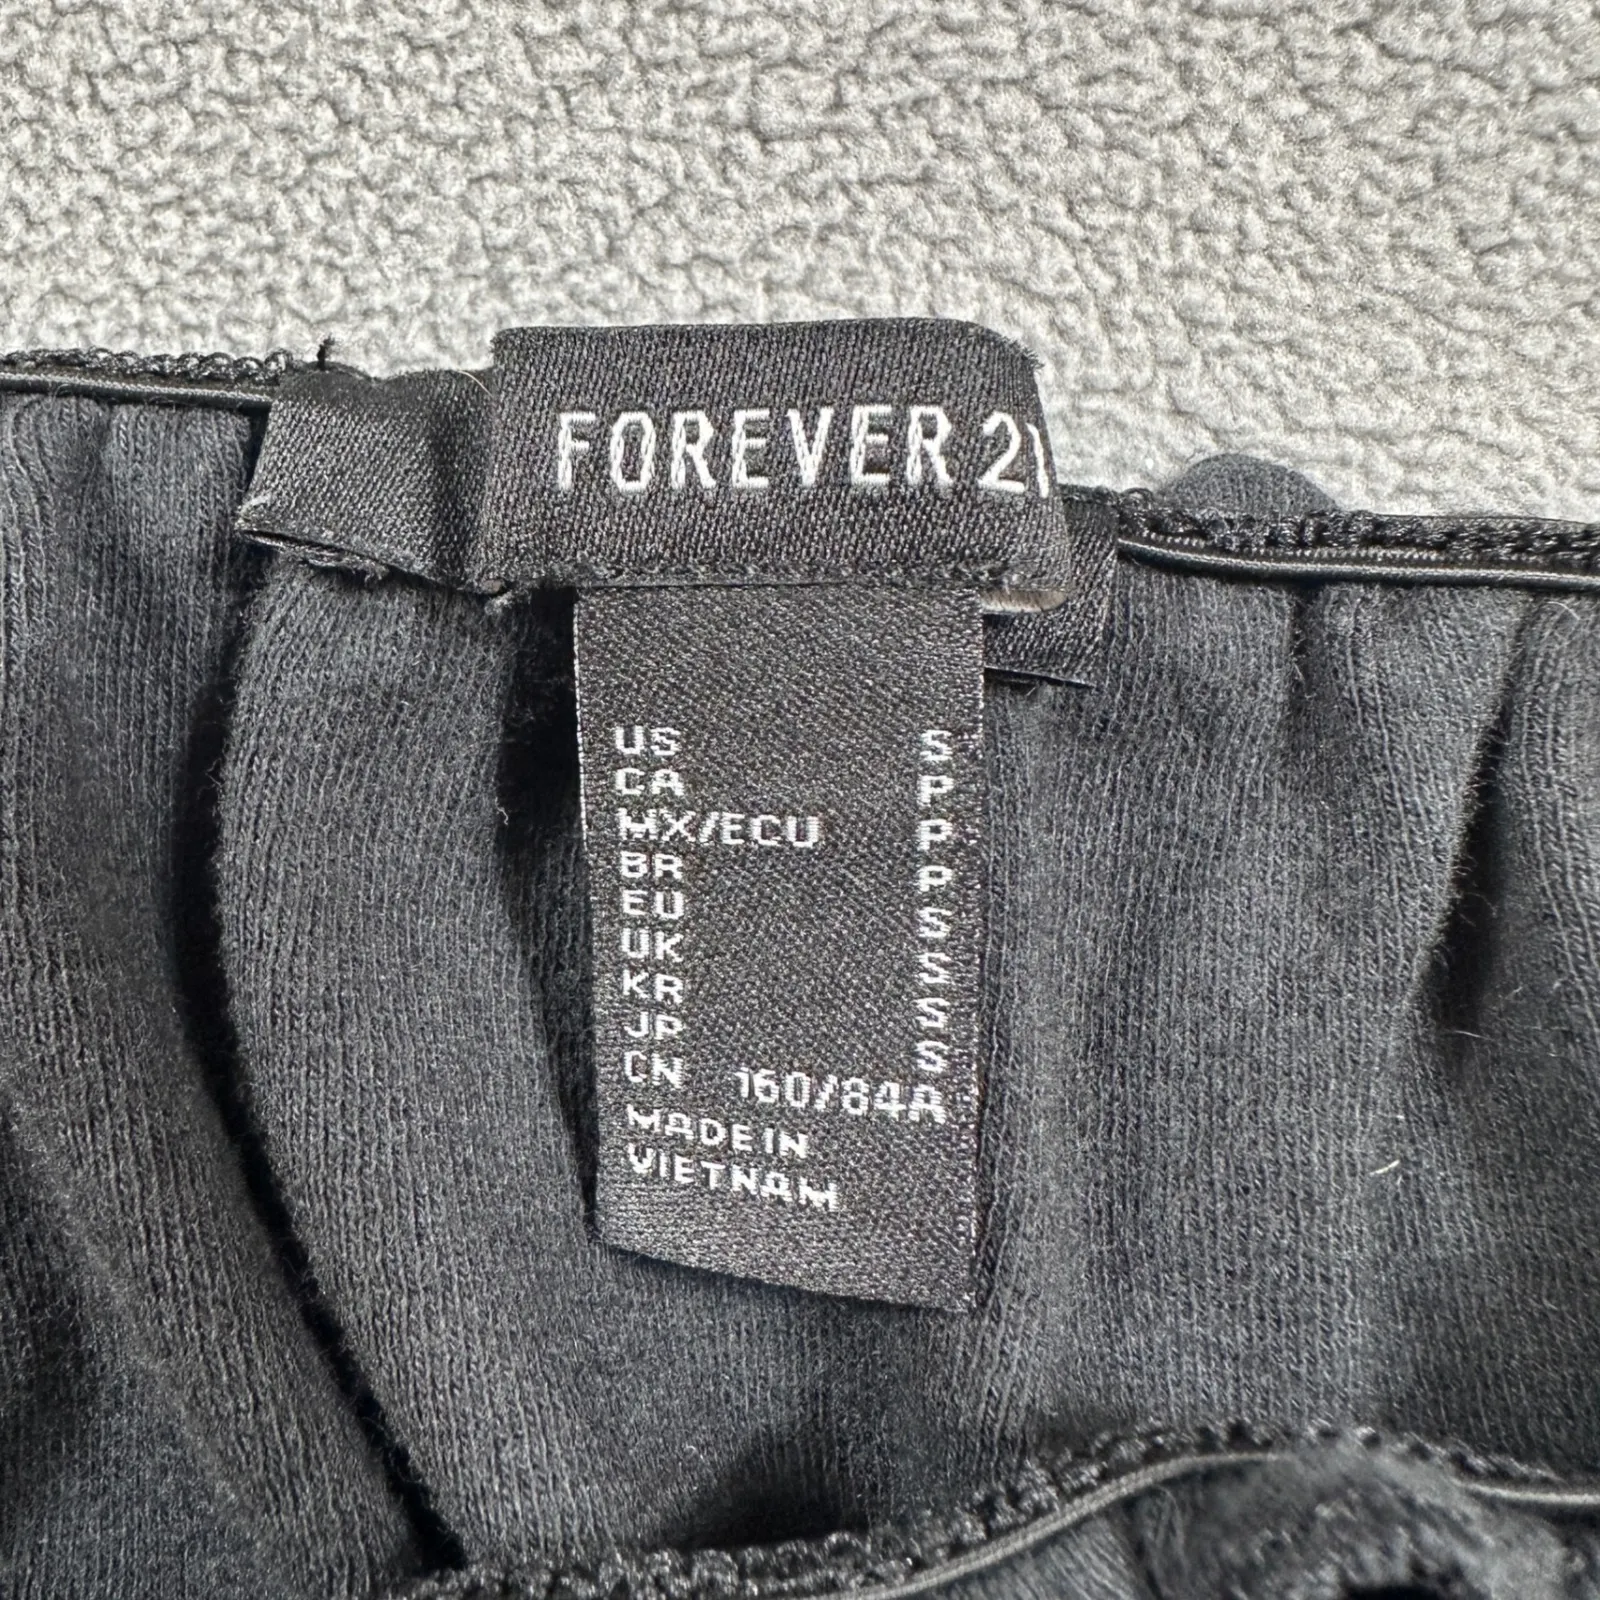 FOREVER 21
US S
CA P
MX/ECU P
BR P
EU S
UK S
KR S
JP S
CN 160/84A
MADE IN
VIETNAM